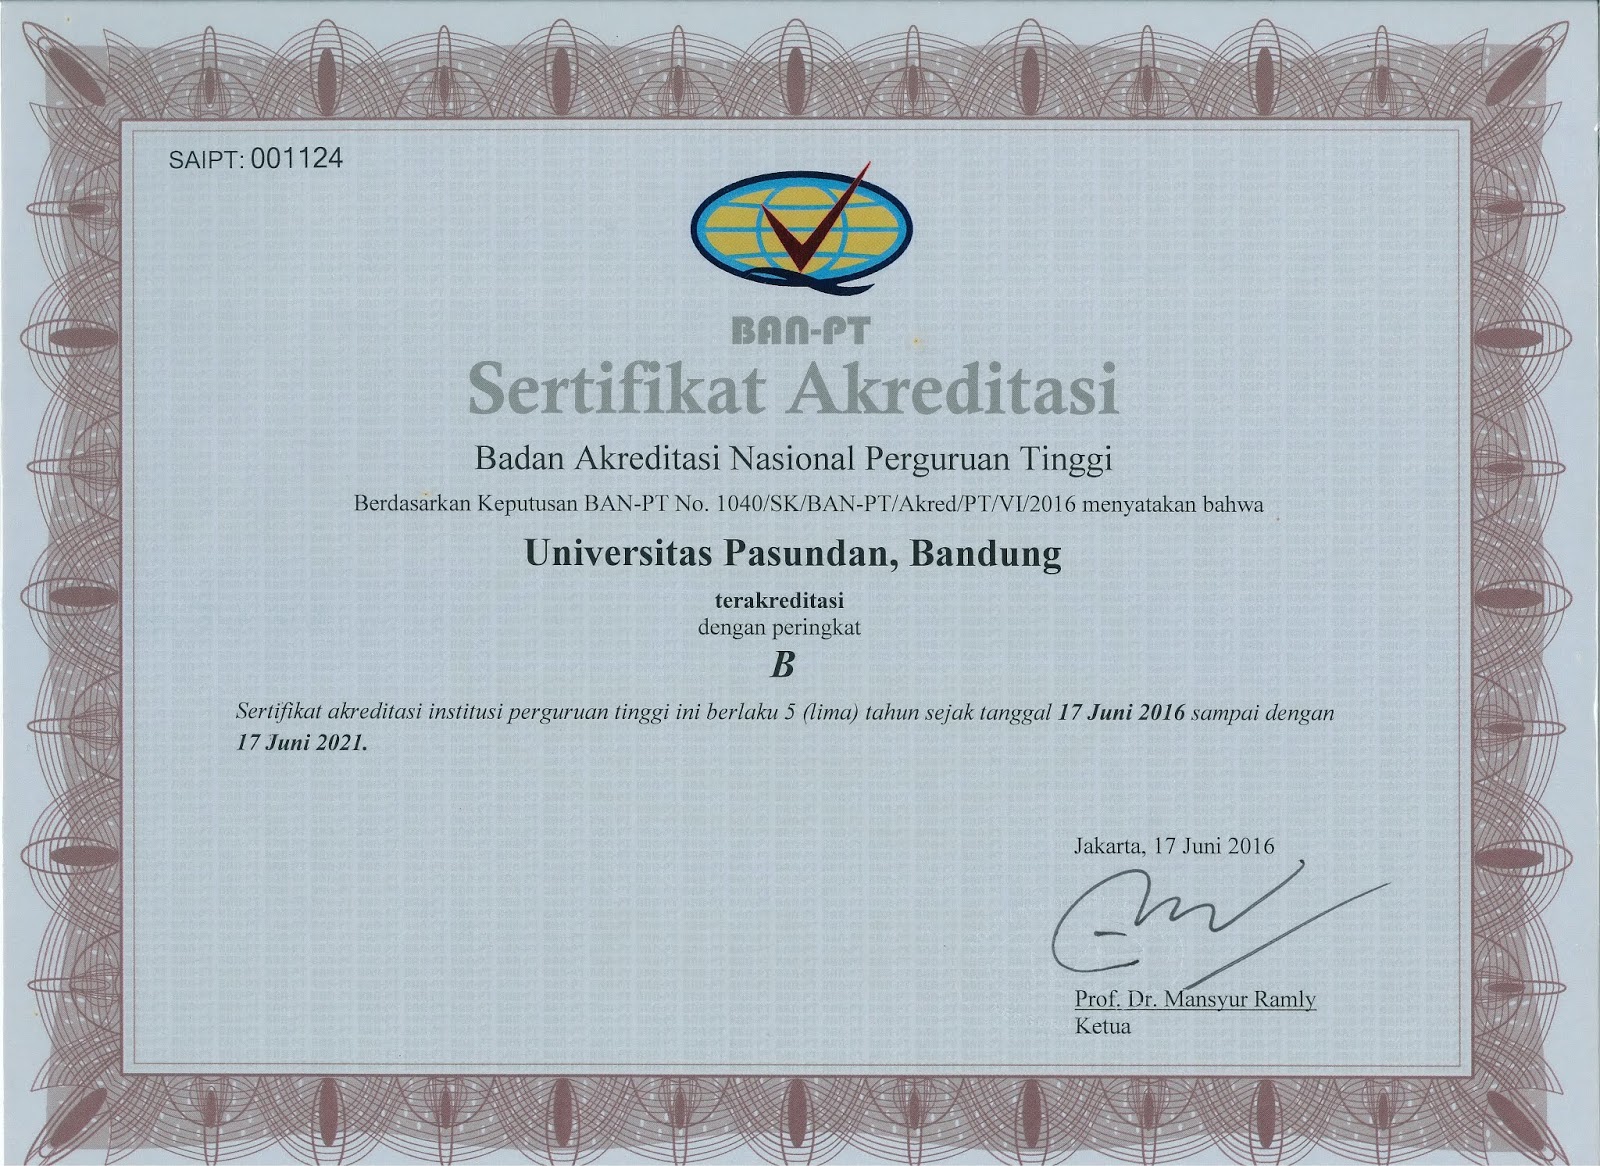 SAIPT: 001124
BAN-PT
Sertifikat Akreditasi
Badan Akreditasi Nasional Perguruan Tinggi
Berdasarkan Keputusan BAN-PT No. 1040/SK/BAN-PT/Akred/PT/VI/2016 menyatakan bahwa
Universitas Pasundan, Bandung
terakreditasi
dengan peringkat
B
Sertifikat akreditasi institusi perguruan tinggi ini berlaku 5 (lima) tahun sejak tanggal 17 Juni 2016 sampai dengan
17 Juni 2021.
Jakarta, 17 Juni 2016
Prof. Dr. Mansyur Ramly
Ketua